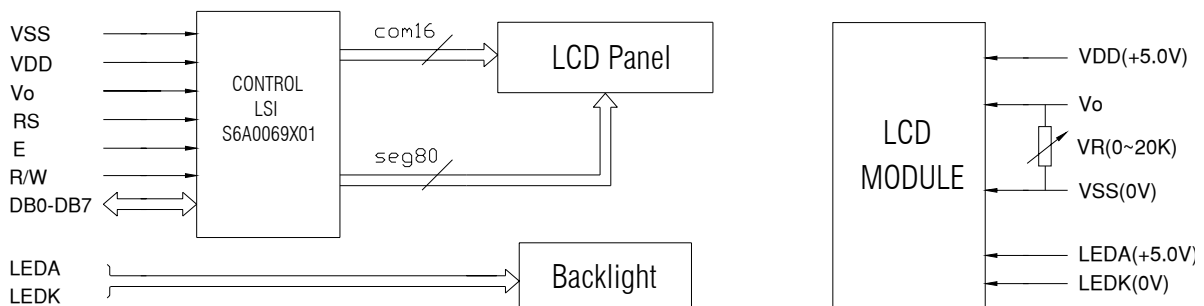 VSS
VDD
Vo
RS
E
R/W
DB0-DB7
CONTROL
LSI
S6A0069X01
com16
seg80
LCD Panel
LEDA
LEDK
Backlight
LCD
MODULE
VDD(+5.0V)
Vo
VR(0~20K)
VSS(0V)
LEDA(+5.0V)
LEDK(0V)